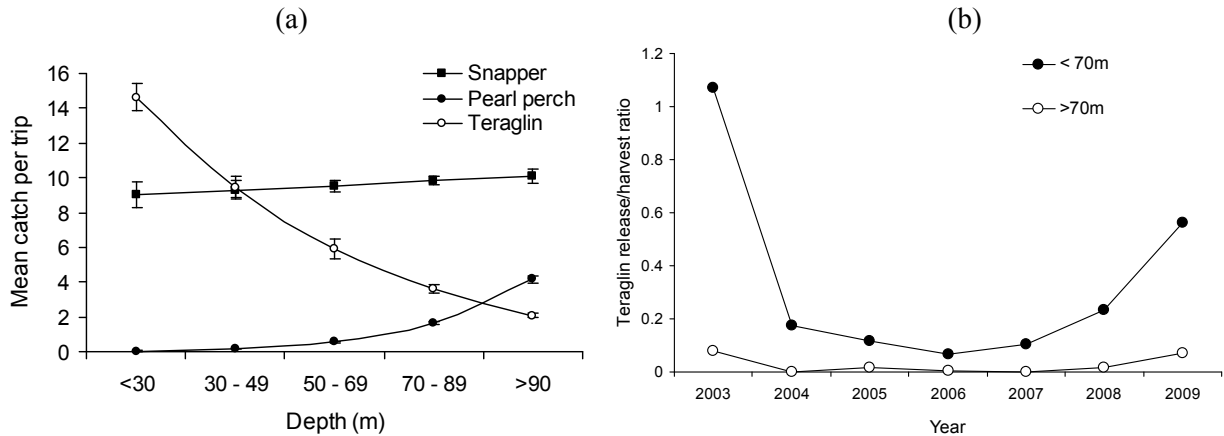 (a)
(b)
Snapper
Pearl perch
Teraglin
Mean catch per trip
16
14
12
10
8
6
4
2
0
<30
30 - 49
50 - 69
70 - 89
>90
Depth (m)
< 70m
>70m
Teraglin release/harvest ratio
1.2
1
0.8
0.6
0.4
0.2
0
2003
2004
2005
2006
2007
2008
2009
Year